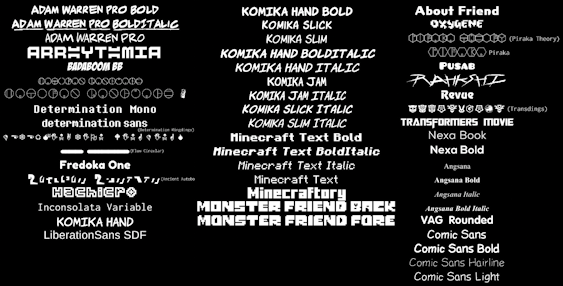 ADAM WARREN PRO BOLD
ADAM WARREN PRO BOLDITALIC
ADAM WARREN PRO
ARRHYTHMIA
BADABOOM BB
Determination Mono
determination sans
(Determination Wingdings)
(Flow Circular)
Fredoka One
(Ancient Autobot)
HACHICRO
Inconsolata Variable
KOMIKA HAND
LiberationSans SDF
KOMIKA HAND BOLD
KOMIKA SLICK
KOMIKA SLIM
KOMIKA HAND BOLDITALIC
KOMIKA HAND ITALIC
KOMIKA JAM
KOMIKA JAM ITALIC
KOMIKA SLICK ITALIC
KOMIKA SLIM ITALIC
Minecraft Text Bold
Minecraft Text BoldItalic
Minecraft Text Italic
Minecraft Text
Minecraftory
MONSTER FRIEND BACK
MONSTER FRIEND FORE
About Friend
OXYGENE
(Piraka Theory)
Piraka
PUSAB
RAHKSHI
Revue
(Transdings)
TRANSFORMERS MOVIE
Nexa Book
Nexa Bold
Angsana
Angsana Bold
Angsana Italic
Angsana Bold Italic
VAG Rounded
Comic Sans
Comic Sans Bold
Comic Sans Hairline
Comic Sans Light